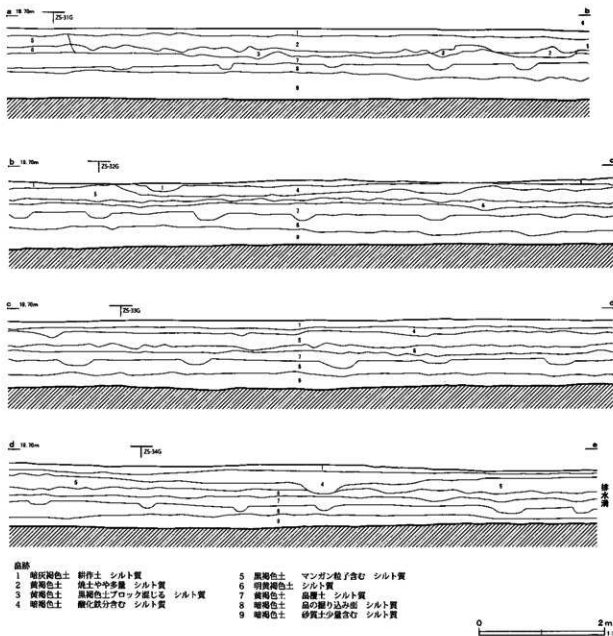 a 18.70m ZS-31G b
b 18.70m ZS-32G c
c 18.70m ZS-33G d
d 18.70m ZS-34G e
排水溝
畠跡
1 暗灰褐色土 耕作土 シルト質
2 黄褐色土 焼土やや多量 シルト質
3 黄褐色土 黒褐色土ブロック混じる シルト質
4 暗褐色土 酸化鉄分含む シルト質
5 黒褐色土 マンガン粒子含む シルト質
6 明黄褐色土 シルト質
7 黄褐色土 畠覆土 シルト質
8 暗褐色土 畠の掘り込み面 シルト質
9 暗褐色土 砂質土少量含む シルト質
0 2m